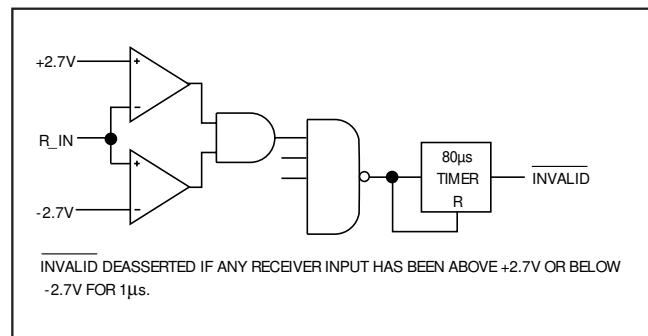 +2.7V
+
-
R_IN
+
-
-2.7V
80µs
TIMER
R
INVALID
INVALID DEASSERTED IF ANY RECEIVER INPUT HAS BEEN ABOVE +2.7V OR BELOW
-2.7V FOR 1µs.